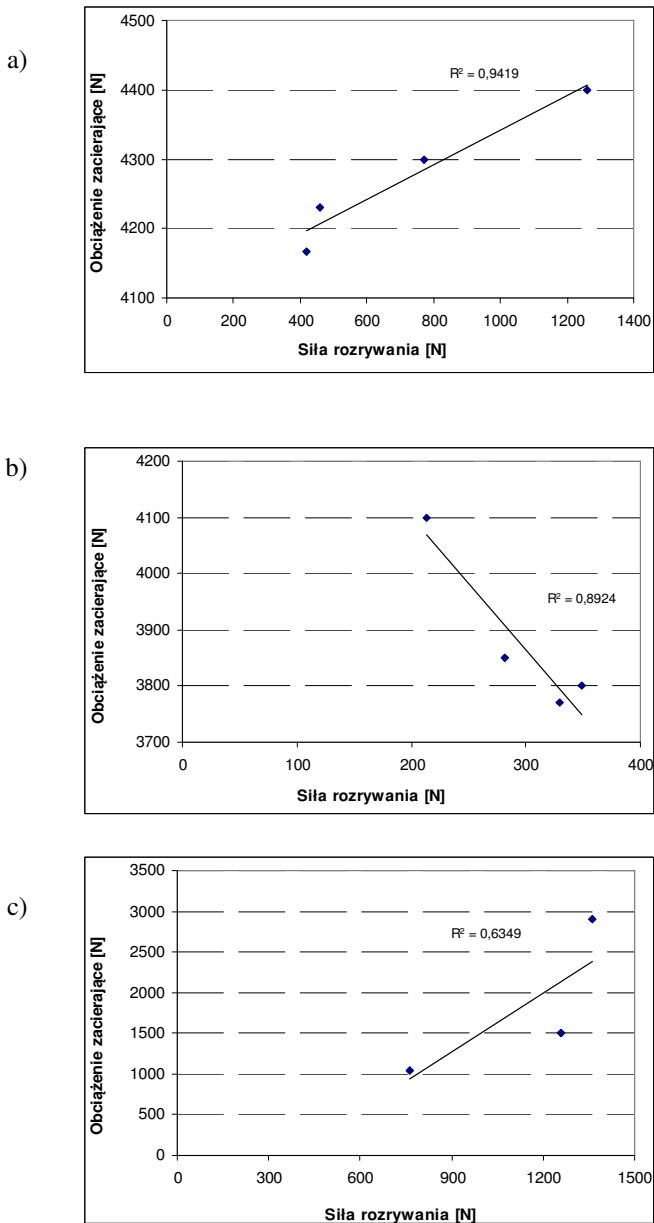 a)
Obciążenie zacierające [N]
4500
4400
4300
4200
4100
R² = 0,9419
0 200 400 600 800 1000 1200 1400
Siła rozrywania [N]
b)
Obciążenie zacierające [N]
4200
4100
4000
3900
3800
3700
R² = 0,8924
0 100 200 300 400
Siła rozrywania [N]
c)
Obciążenie zacierające [N]
3500
3000
2500
2000
1500
1000
500
0
R² = 0,6349
0 300 600 900 1200 1500
Siła rozrywania [N]